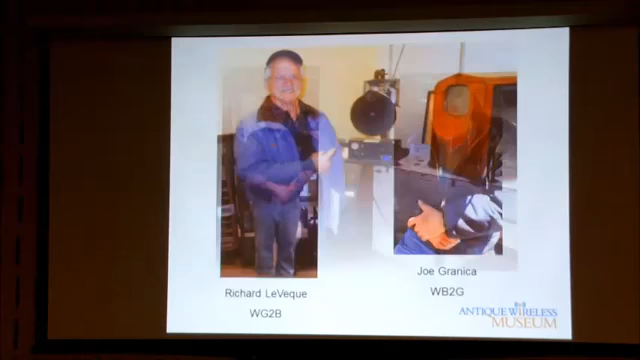 Richard LeVeque
WG2B
Joe Granica
WB2G
ANTIQUE WIRELESS
MUSEUM